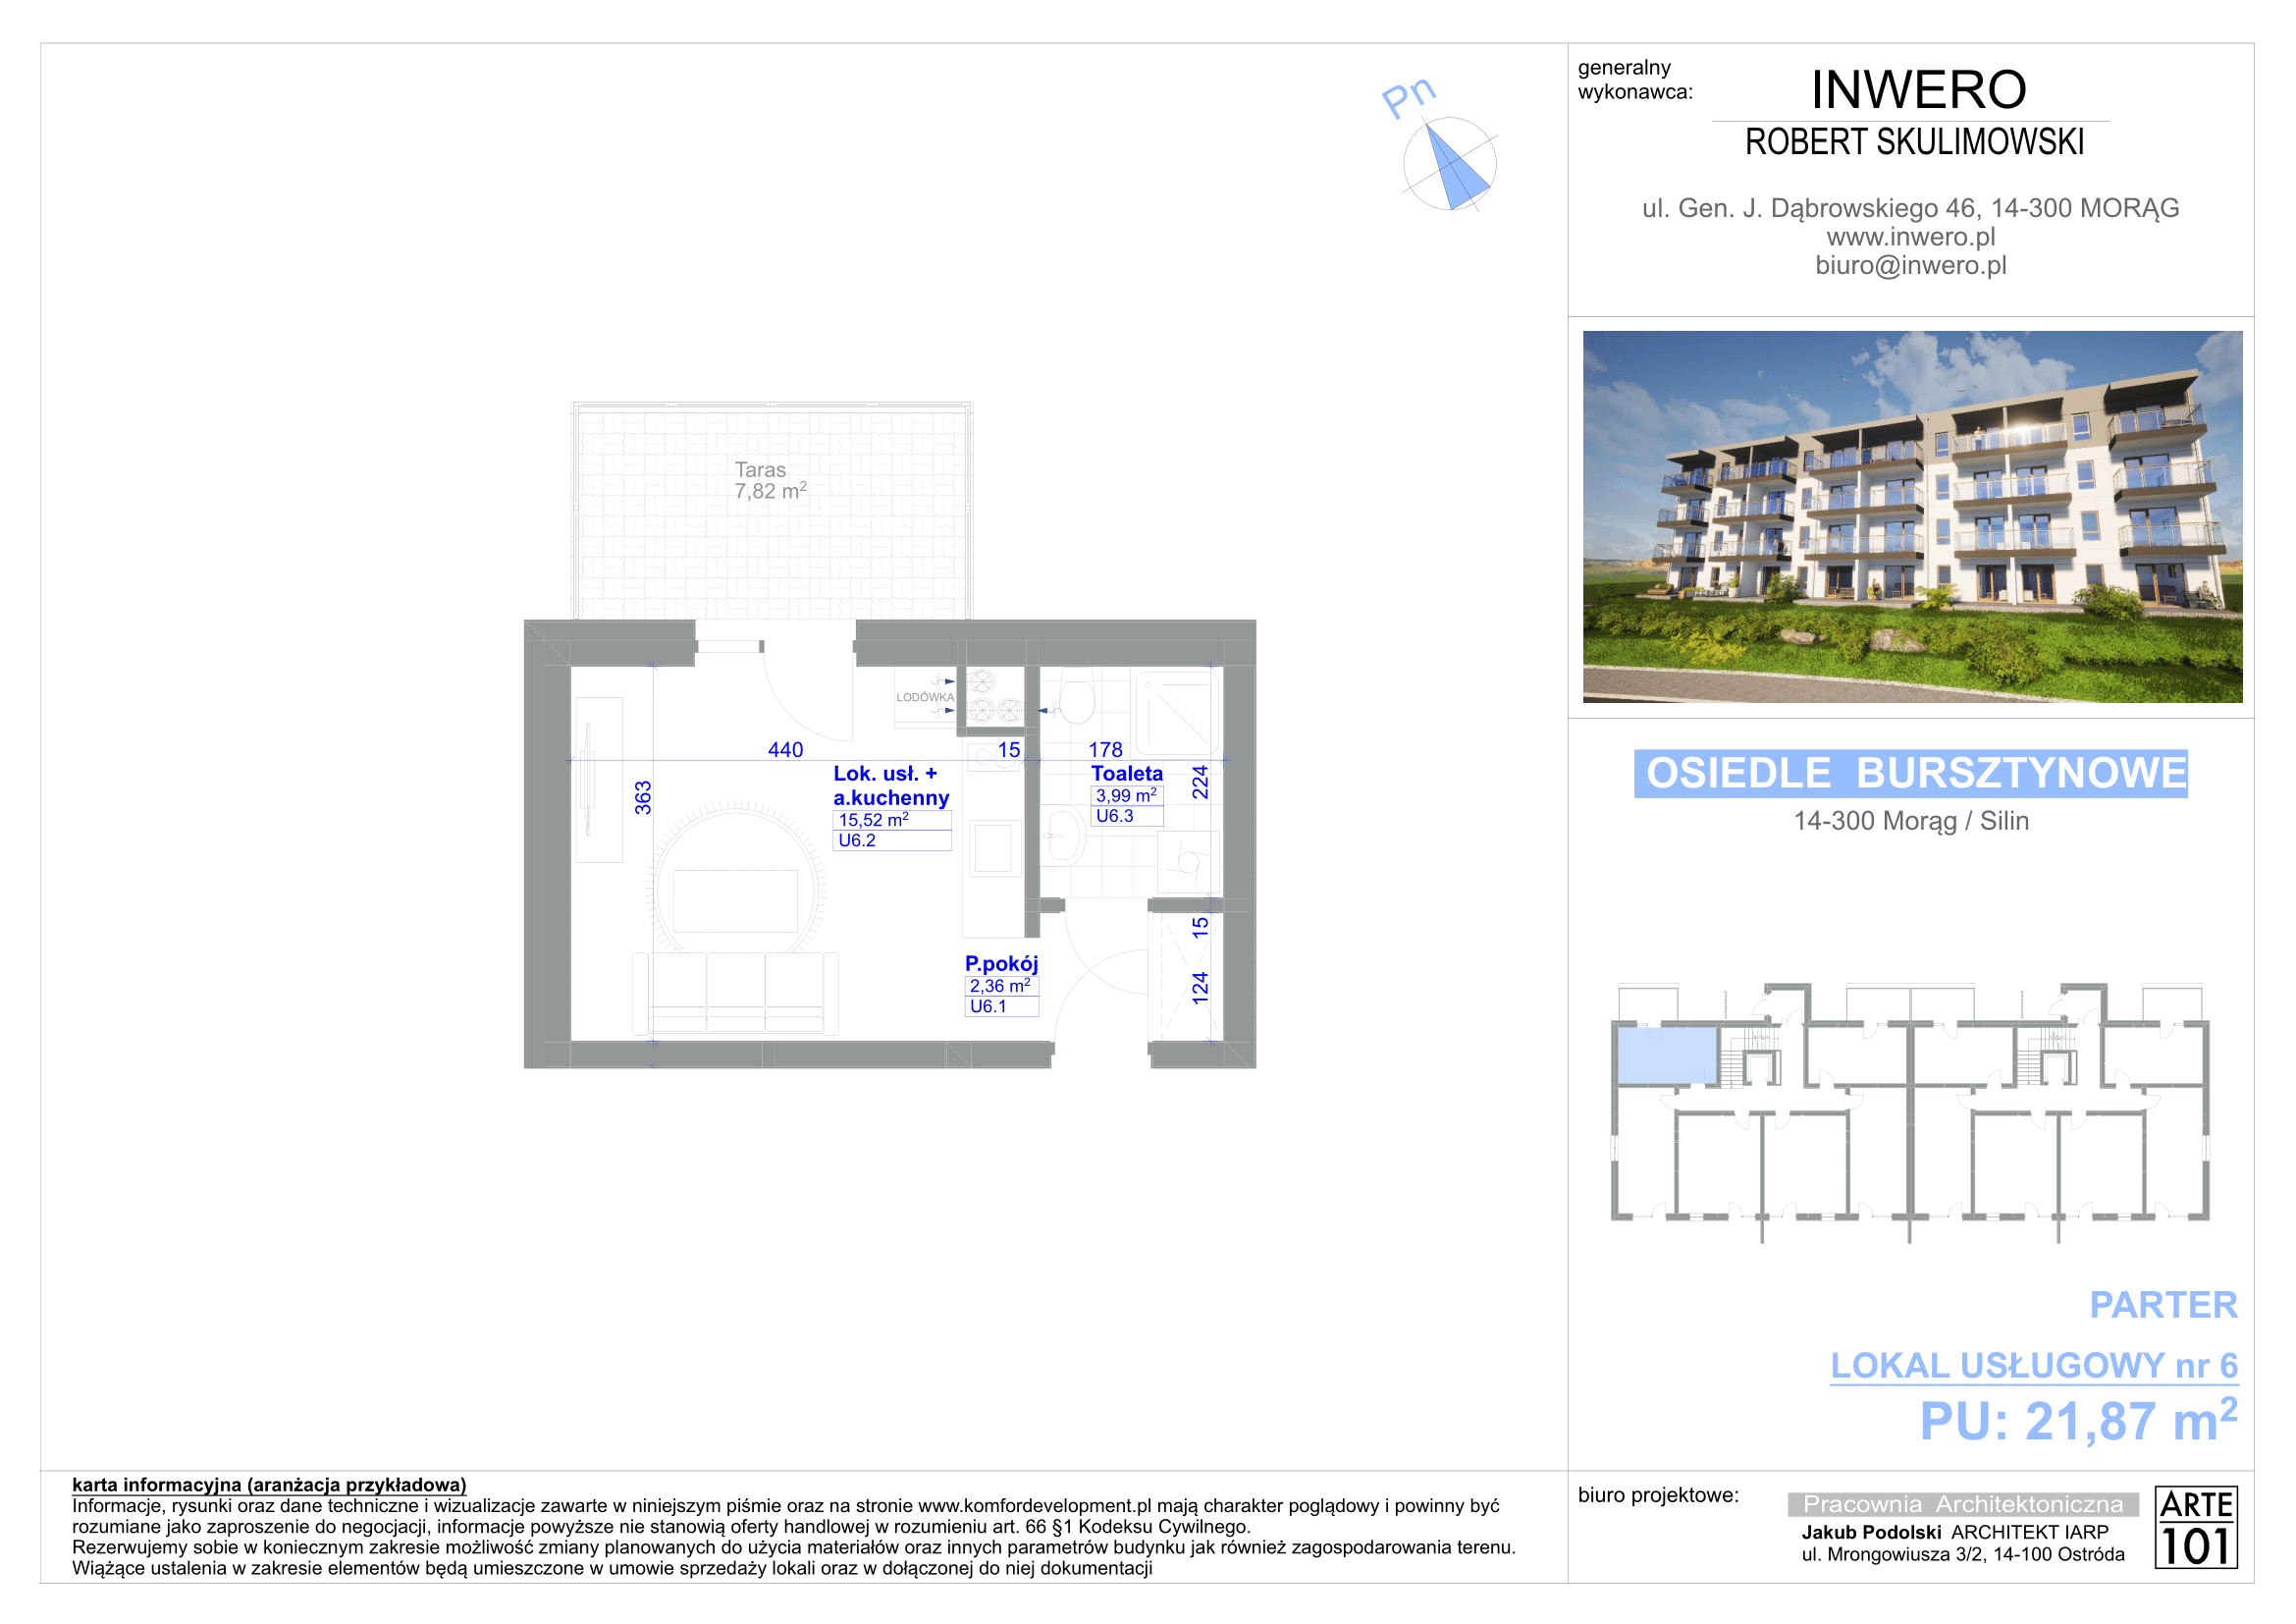 Pn
Taras
7,82 m²
LODÓWKA
440
15
178
363
224
15
124
Lok. usł. +
a.kuchenny
15,52 m²
U6.2
Toaleta
3,99 m²
U6.3
P.pokój
2,36 m²
U6.1
generalny
wykonawca:
INWERO
ROBERT SKULIMOWSKI
ul. Gen. J. Dąbrowskiego 46, 14-300 MORĄG
www.inwero.pl
biuro@inwero.pl
OSIEDLE BURSZTYNOWE
14-300 Morąg / Silin
PARTER
LOKAL USŁUGOWY nr 6
PU: 21,87 m²
karta informacyjna (aranżacja przykładowa)
Informacje, rysunki oraz dane techniczne i wizualizacje zawarte w niniejszym piśmie oraz na stronie www.komfordevelopment.pl mają charakter poglądowy i powinny być
rozumiane jako zaproszenie do negocjacji, informacje powyższe nie stanowią oferty handlowej w rozumieniu art. 66 §1 Kodeksu Cywilnego.
Rezerwujemy sobie w koniecznym zakresie możliwość zmiany planowanych do użycia materiałów oraz innych parametrów budynku jak również zagospodarowania terenu.
Wiążące ustalenia w zakresie elementów będą umieszczone w umowie sprzedaży lokali oraz w dołączonej do niej dokumentacji
biuro projektowe:
Pracownia Architektoniczna
Jakub Podolski ARCHITEKT IARP
ul. Mrongowiusza 3/2, 14-100 Ostróda
ARTE
101